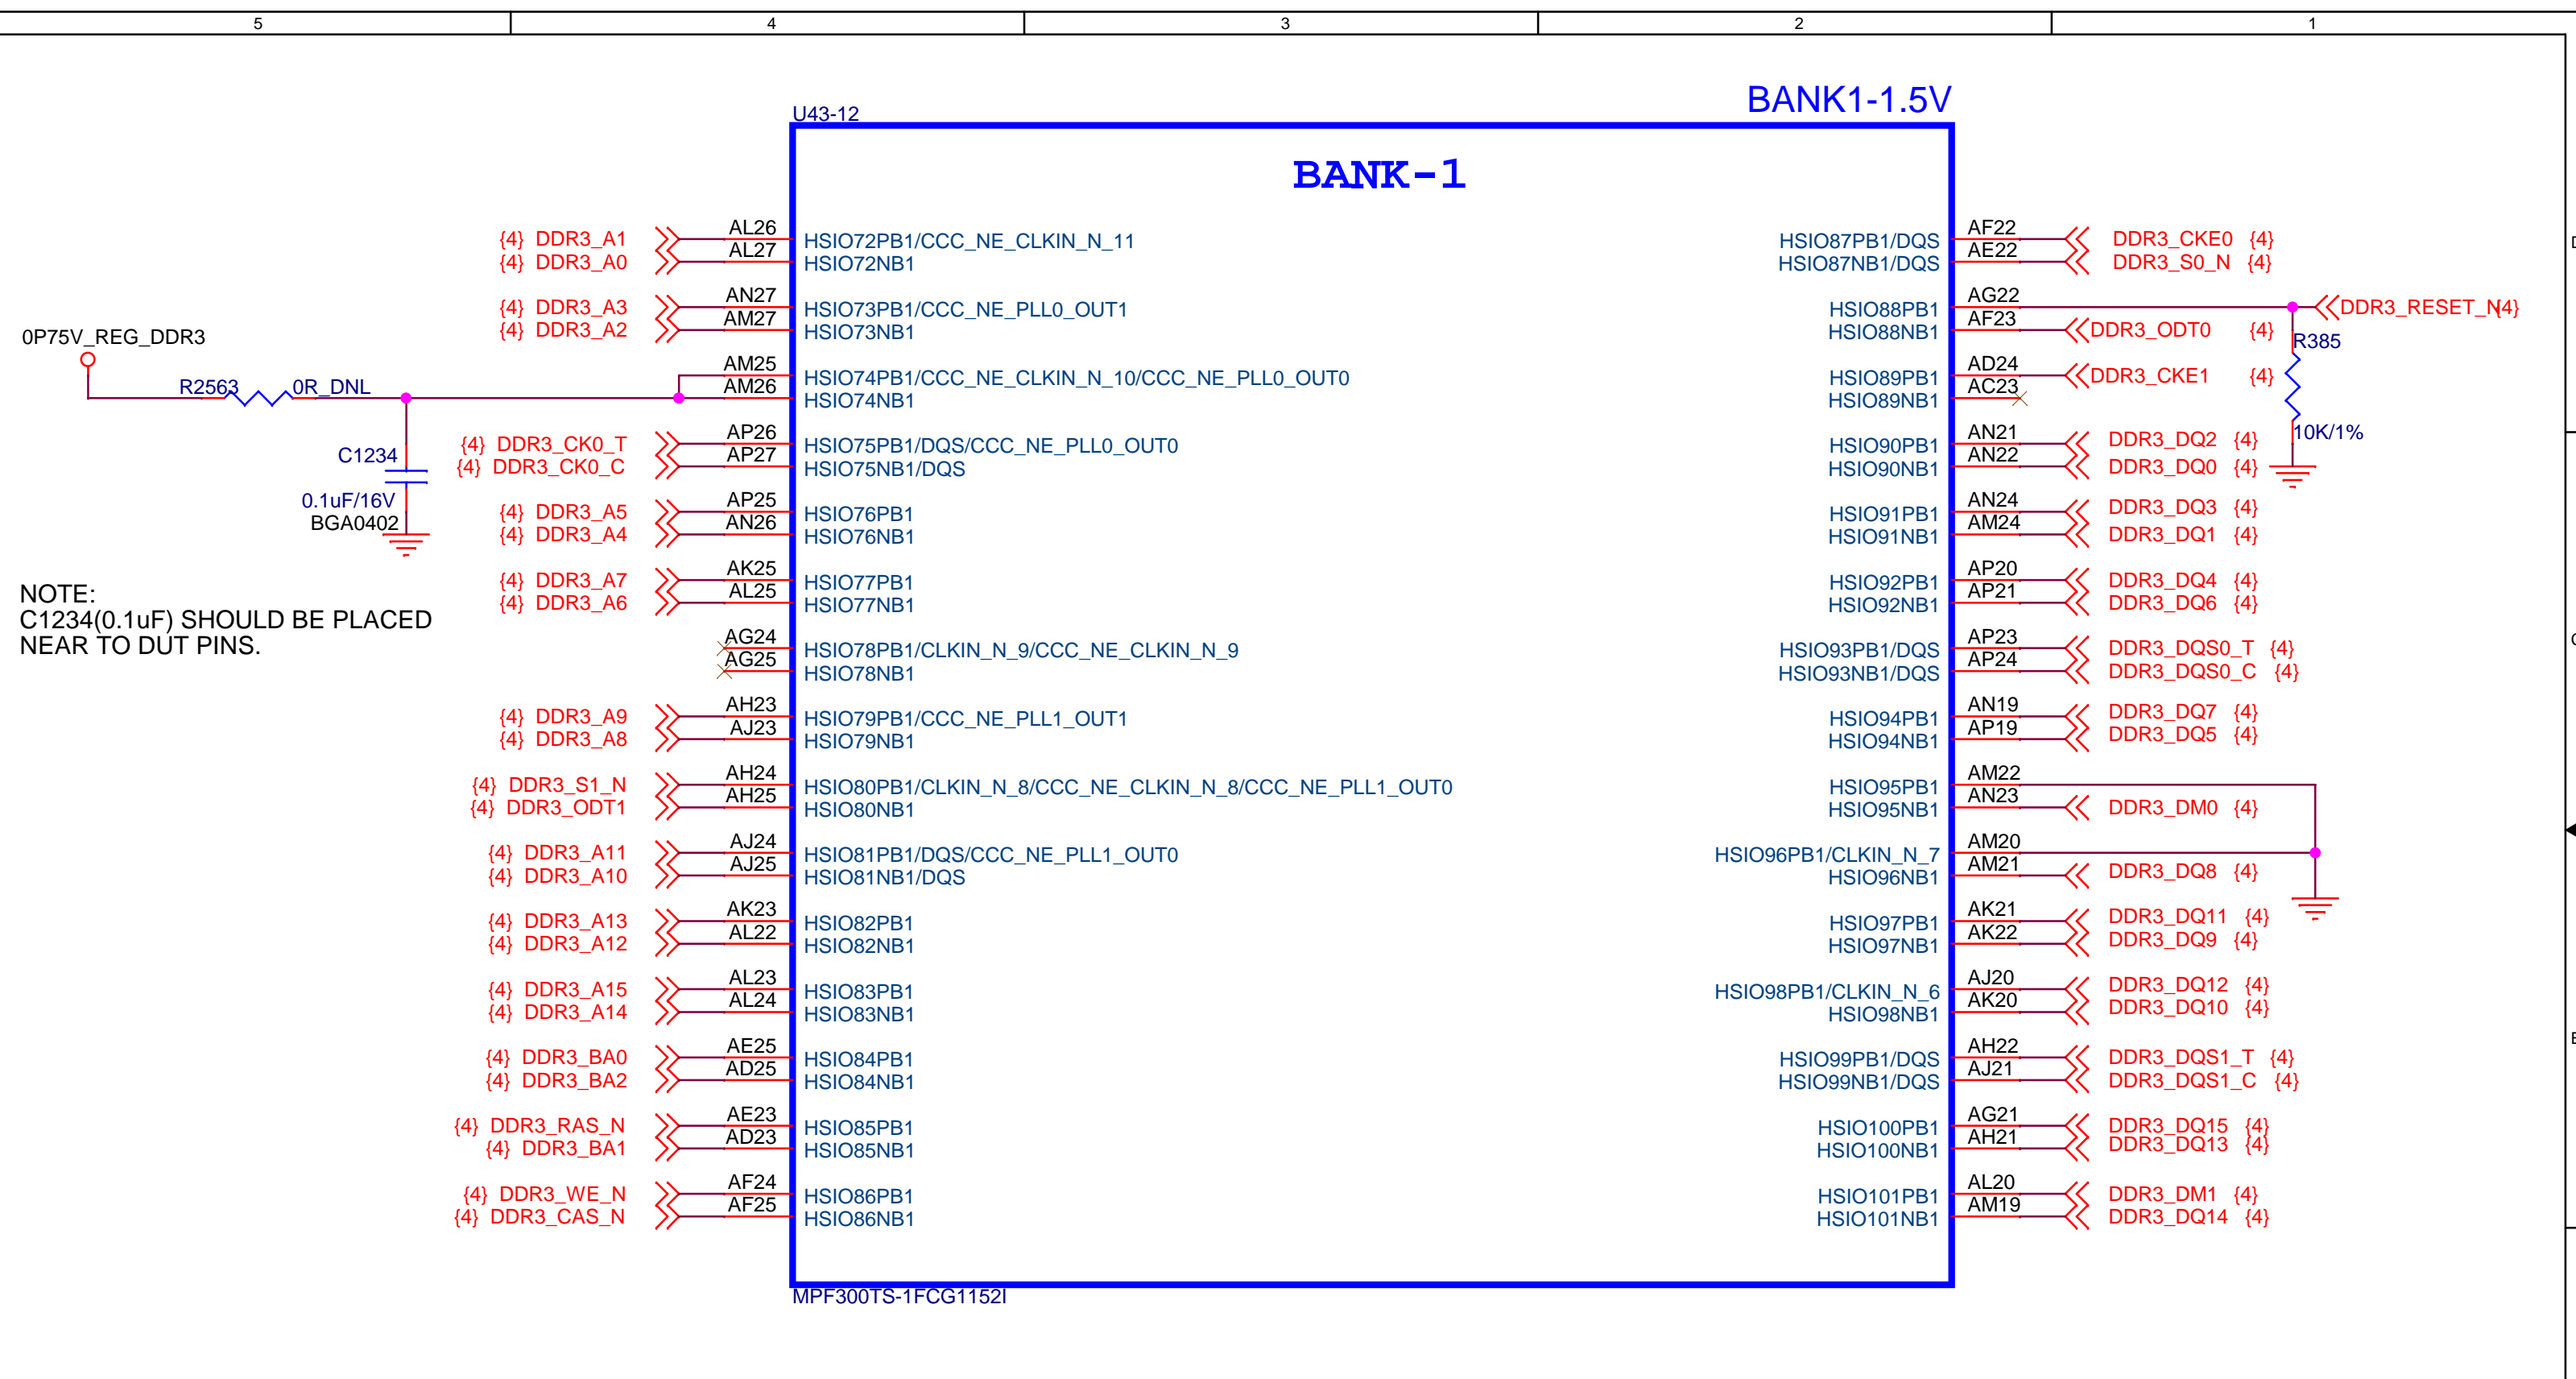 5 4 3 2 1
BANK1-1.5V
U43-12
BANK-1
{4} DDR3_A1 AL26 HSIO72PB1/CCC_NE_CLKIN_N_11
{4} DDR3_A0 AL27 HSIO72NB1
{4} DDR3_A3 AN27 HSIO73PB1/CCC_NE_PLL0_OUT1
{4} DDR3_A2 AM27 HSIO73NB1
0P75V_REG_DDR3
AM25 HSIO74PB1/CCC_NE_CLKIN_N_10/CCC_NE_PLL0_OUT0
R2563 0R_DNL AM26 HSIO74NB1
{4} DDR3_CK0_T AP26 HSIO75PB1/DQS/CCC_NE_PLL0_OUT0
{4} DDR3_CK0_C AP27 HSIO75NB1/DQS
C1234
0.1uF/16V
BGA0402
{4} DDR3_A5 AP25 HSIO76PB1
{4} DDR3_A4 AN26 HSIO76NB1
{4} DDR3_A7 AK25 HSIO77PB1
{4} DDR3_A6 AL25 HSIO77NB1
NOTE:
C1234(0.1uF) SHOULD BE PLACED
NEAR TO DUT PINS.
AG24 HSIO78PB1/CLKIN_N_9/CCC_NE_CLKIN_N_9
AG25 HSIO78NB1
{4} DDR3_A9 AH23 HSIO79PB1/CCC_NE_PLL1_OUT1
{4} DDR3_A8 AJ23 HSIO79NB1
{4} DDR3_S1_N AH24 HSIO80PB1/CLKIN_N_8/CCC_NE_CLKIN_N_8/CCC_NE_PLL1_OUT0
{4} DDR3_ODT1 AH25 HSIO80NB1
{4} DDR3_A11 AJ24 HSIO81PB1/DQS/CCC_NE_PLL1_OUT0
{4} DDR3_A10 AJ25 HSIO81NB1/DQS
{4} DDR3_A13 AK23 HSIO82PB1
{4} DDR3_A12 AL22 HSIO82NB1
{4} DDR3_A15 AL23 HSIO83PB1
{4} DDR3_A14 AL24 HSIO83NB1
{4} DDR3_BA0 AE25 HSIO84PB1
{4} DDR3_BA2 AD25 HSIO84NB1
{4} DDR3_RAS_N AE23 HSIO85PB1
{4} DDR3_BA1 AD23 HSIO85NB1
{4} DDR3_WE_N AF24 HSIO86PB1
{4} DDR3_CAS_N AF25 HSIO86NB1
HSIO87PB1/DQS AF22 DDR3_CKE0 {4}
HSIO87NB1/DQS AE22 DDR3_S0_N {4}
HSIO88PB1 AG22 DDR3_RESET_N{4}
HSIO88NB1 AF23 DDR3_ODT0 {4}
R385
10K/1%
HSIO89PB1 AD24 DDR3_CKE1 {4}
HSIO89NB1 AC23
HSIO90PB1 AN21 DDR3_DQ2 {4}
HSIO90NB1 AN22 DDR3_DQ0 {4}
HSIO91PB1 AN24 DDR3_DQ3 {4}
HSIO91NB1 AM24 DDR3_DQ1 {4}
HSIO92PB1 AP20 DDR3_DQ4 {4}
HSIO92NB1 AP21 DDR3_DQ6 {4}
HSIO93PB1/DQS AP23 DDR3_DQS0_T {4}
HSIO93NB1/DQS AP24 DDR3_DQS0_C {4}
HSIO94PB1 AN19 DDR3_DQ7 {4}
HSIO94NB1 AP19 DDR3_DQ5 {4}
HSIO95PB1 AM22
HSIO95NB1 AN23 DDR3_DM0 {4}
HSIO96PB1/CLKIN_N_7 AM20
HSIO96NB1 AM21 DDR3_DQ8 {4}
HSIO97PB1 AK21 DDR3_DQ11 {4}
HSIO97NB1 AK22 DDR3_DQ9 {4}
HSIO98PB1/CLKIN_N_6 AJ20 DDR3_DQ12 {4}
HSIO98NB1 AK20 DDR3_DQ10 {4}
HSIO99PB1/DQS AH22 DDR3_DQS1_T {4}
HSIO99NB1/DQS AJ21 DDR3_DQS1_C {4}
HSIO100PB1 AG21 DDR3_DQ15 {4}
HSIO100NB1 AH21 DDR3_DQ13 {4}
HSIO101PB1 AL20 DDR3_DM1 {4}
HSIO101NB1 AM19 DDR3_DQ14 {4}
MPF300TS-1FCG1152I